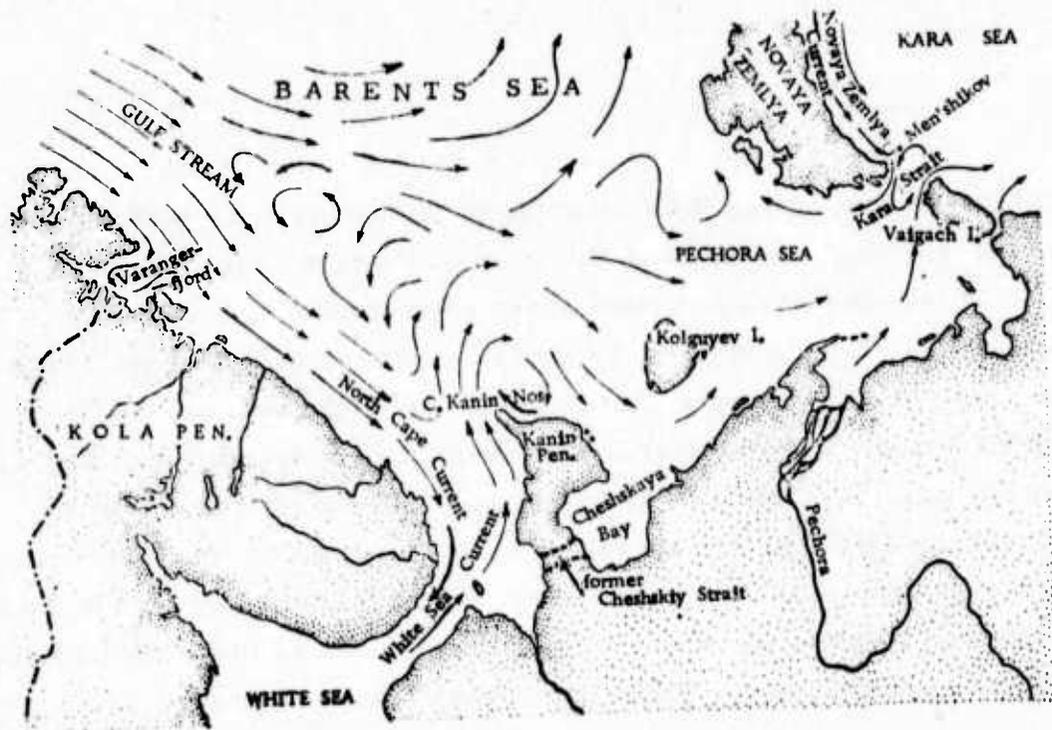 KARA SEA
BARENTS SEA
NOVAYA
ZEMLYA
Novaya Zemlya
Current
Men'shikov
GULF STREAM
Kara Strait
Vaigach I.
Varanger-
fjord
PECHORA SEA
Kolguyev I.
C. Kanin Nos
North Cape
Current
KOLA PEN.
Kanin
Pen.
Cheshskaya
Bay
Pechora
former
Cheshskiy Strait
White Sea Current
WHITE SEA